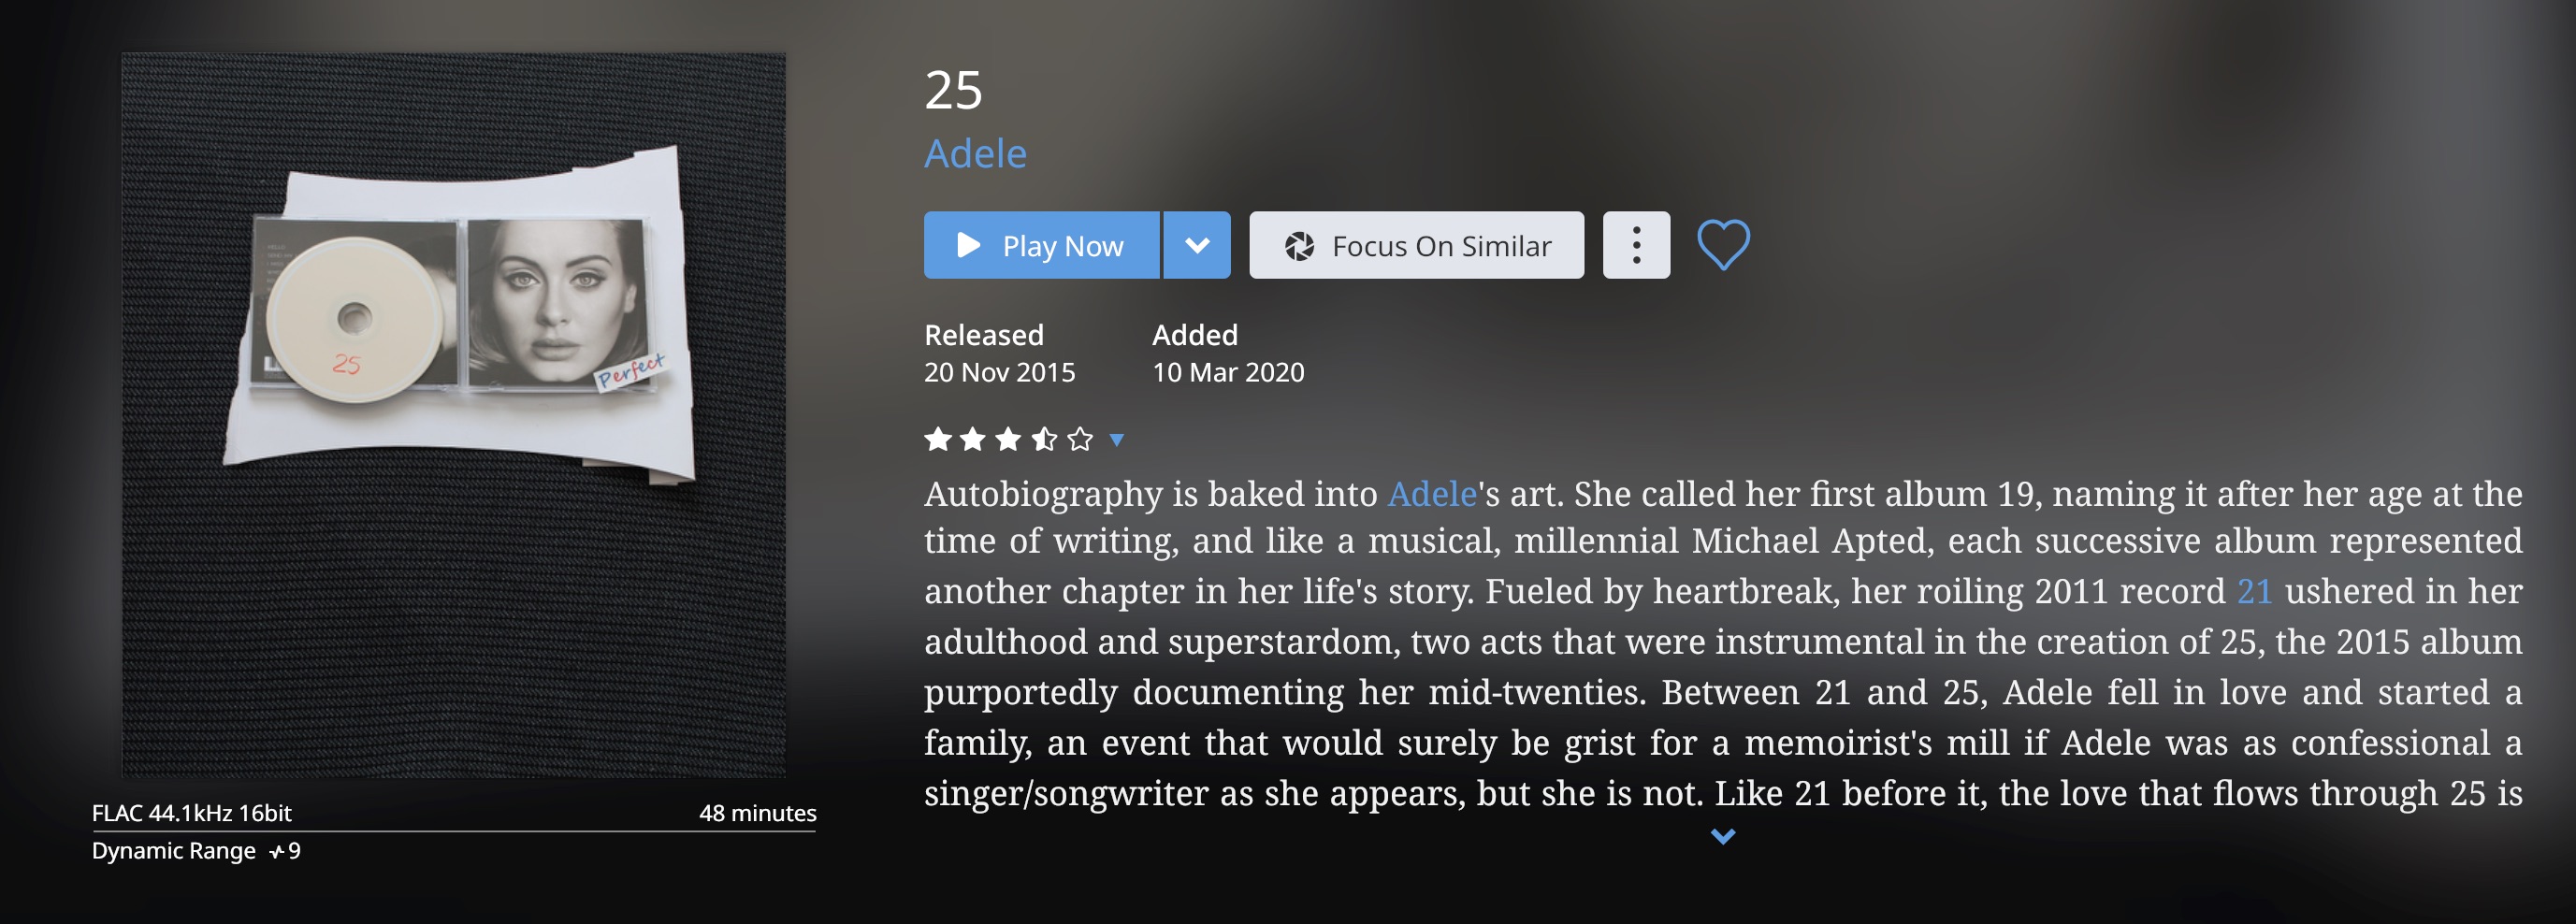 25
Adele
Play Now
Focus On Similar
Released
Added
20 Nov 2015
10 Mar 2020
25
Perfect
Autobiography is baked into Adele's art. She called her first album 19, naming it after her age at the
time of writing, and like a musical, millennial Michael Apted, each successive album represented
another chapter in her life's story. Fueled by heartbreak, her roiling 2011 record 21 ushered in her
adulthood and superstardom, two acts that were instrumental in the creation of 25, the 2015 album
purportedly documenting her mid-twenties. Between 21 and 25, Adele fell in love and started a
family, an event that would surely be grist for a memoirist's mill if Adele was as confessional a
singer/songwriter as she appears, but she is not. Like 21 before it, the love that flows through 25 is
FLAC 44.1kHz 16bit
48 minutes
Dynamic Range 9